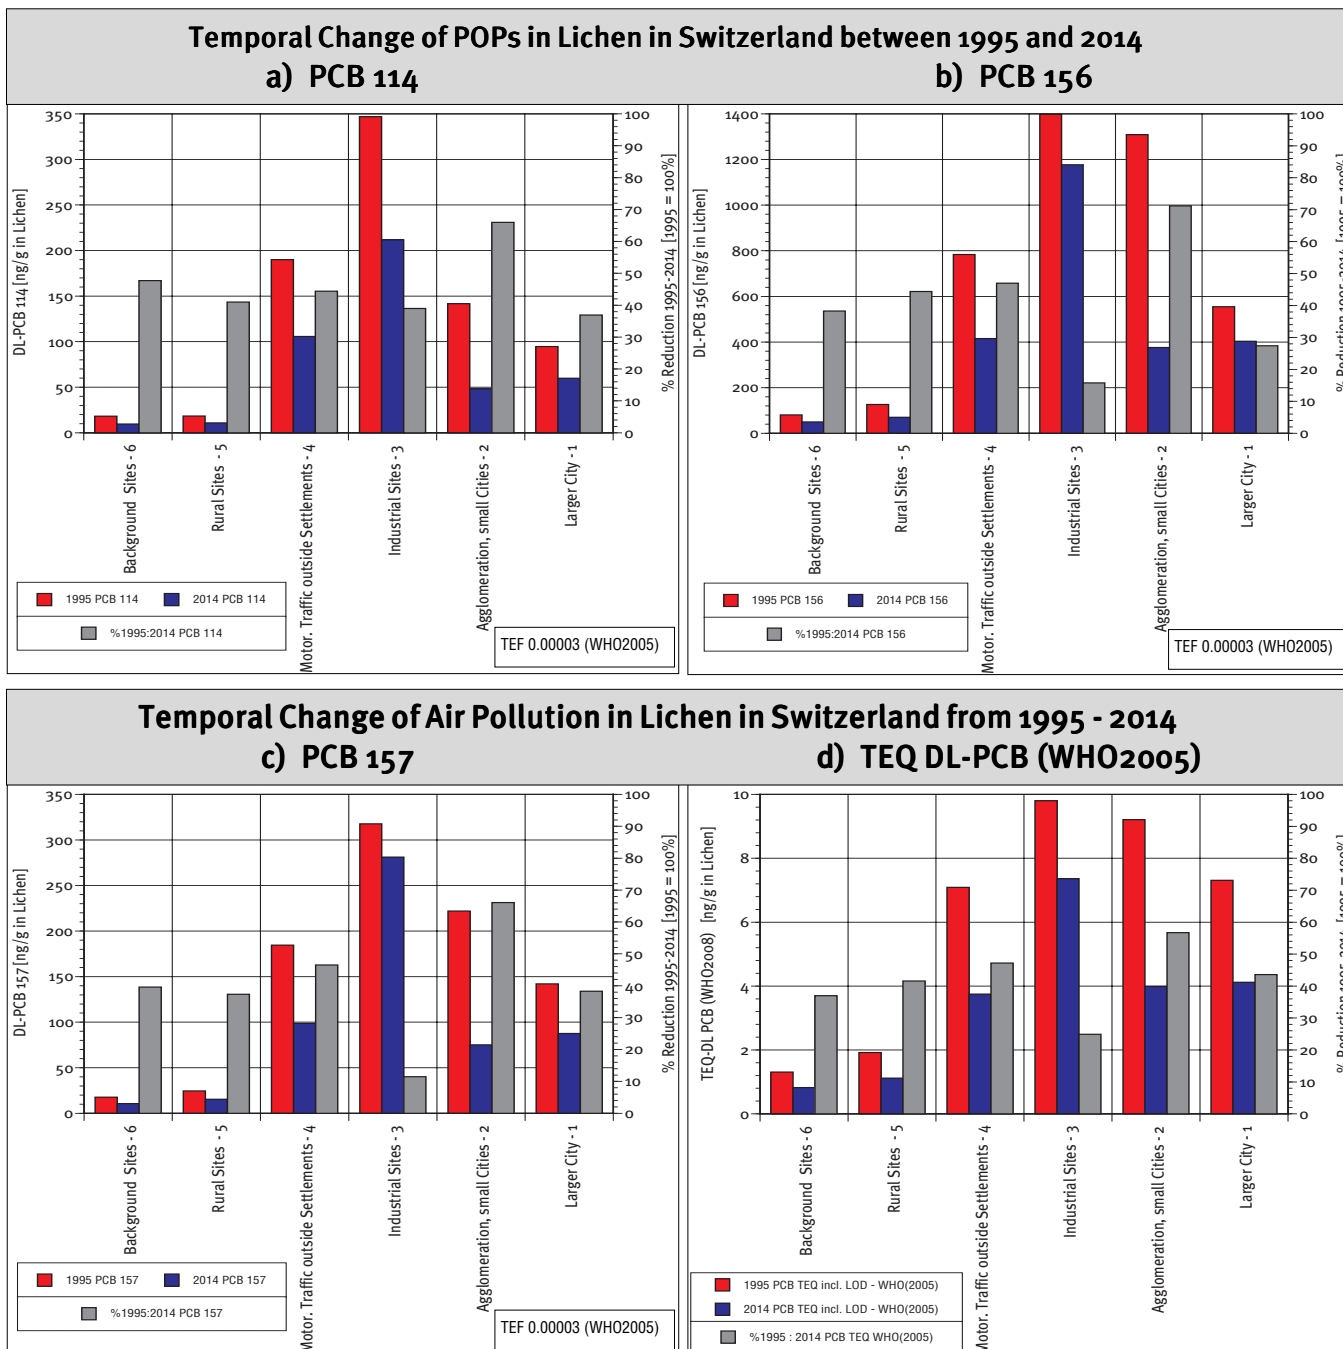 Temporal Change of POPs in Lichen in Switzerland between 1995 and 2014
a) PCB 114
b) PCB 156
350
300
250
200
150
100
50
0
DL-PCB 114 [ng/g in Lichen]
100
90
80
70
60
50
40
30
20
10
0
% Reduction 1995-2014 [1995 = 100%]
Background Sites - 6
Rural Sites - 5
Motor. Traffic outside Settlements - 4
Industrial Sites - 3
Agglomeration, small Cities - 2
Larger City - 1
1995 PCB 114
2014 PCB 114
%1995:2014 PCB 114
TEF 0.00003 (WHO2005)
1400
1200
1000
800
600
400
200
0
DL-PCB 156 [ng/g in Lichen]
100
90
80
70
60
50
40
30
20
10
0
% Reduction 1995-2014 [1995 = 100%]
Background Sites - 6
Rural Sites - 5
Motor. Traffic outside Settlements - 4
Industrial Sites - 3
Agglomeration, small Cities - 2
Larger City - 1
1995 PCB 156
2014 PCB 156
%1995:2014 PCB 156
TEF 0.00003 (WHO2005)
Temporal Change of Air Pollution in Lichen in Switzerland from 1995 - 2014
c) PCB 157
d) TEQ DL-PCB (WHO2005)
350
300
250
200
150
100
50
0
DL-PCB 157 [ng/g in Lichen]
100
90
80
70
60
50
40
30
20
10
0
% Reduction 1995-2014 [1995 = 100%]
Background Sites - 6
Rural Sites - 5
Motor. Traffic outside Settlements - 4
Industrial Sites - 3
Agglomeration, small Cities - 2
Larger City - 1
1995 PCB 157
2014 PCB 157
%1995:2014 PCB 157
TEF 0.00003 (WHO2005)
10
8
6
4
2
0
TEQ-DL PCB (WHO2008) [ng/g in Lichen]
100
90
80
70
60
50
40
30
20
10
0
% Reduction 1995-2014 [1995 = 100%]
Background Sites - 6
Rural Sites - 5
Motor. Traffic outside Settlements - 4
Industrial Sites - 3
Agglomeration, small Cities - 2
Larger City - 1
1995 PCB TEQ incl. LOD - WHO(2005)
2014 PCB TEQ incl. LOD - WHO(2005)
%1995 : 2014 PCB TEQ WHO(2005)